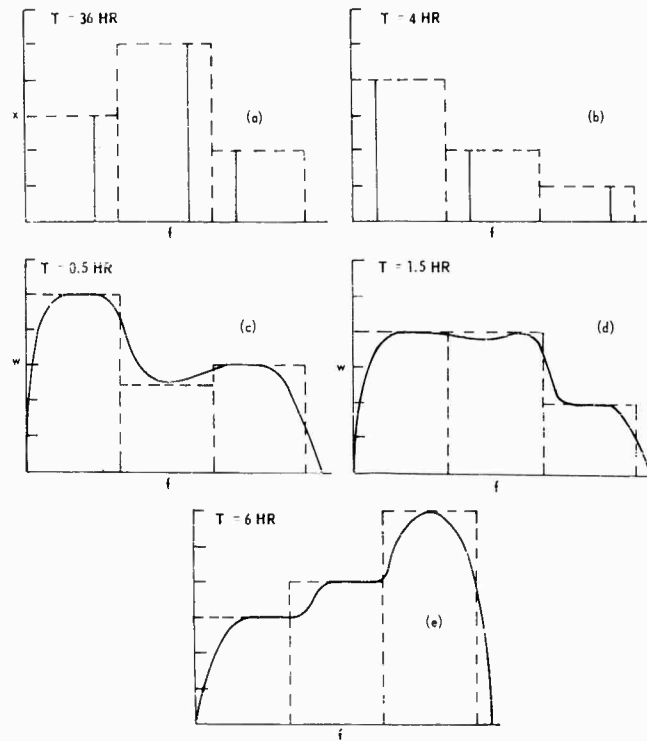 T = 36 HR
x
(a)
f
T = 4 HR
(b)
f
T = 0.5 HR
w
(c)
f
T = 1.5 HR
w
(d)
f
T = 6 HR
(e)
f